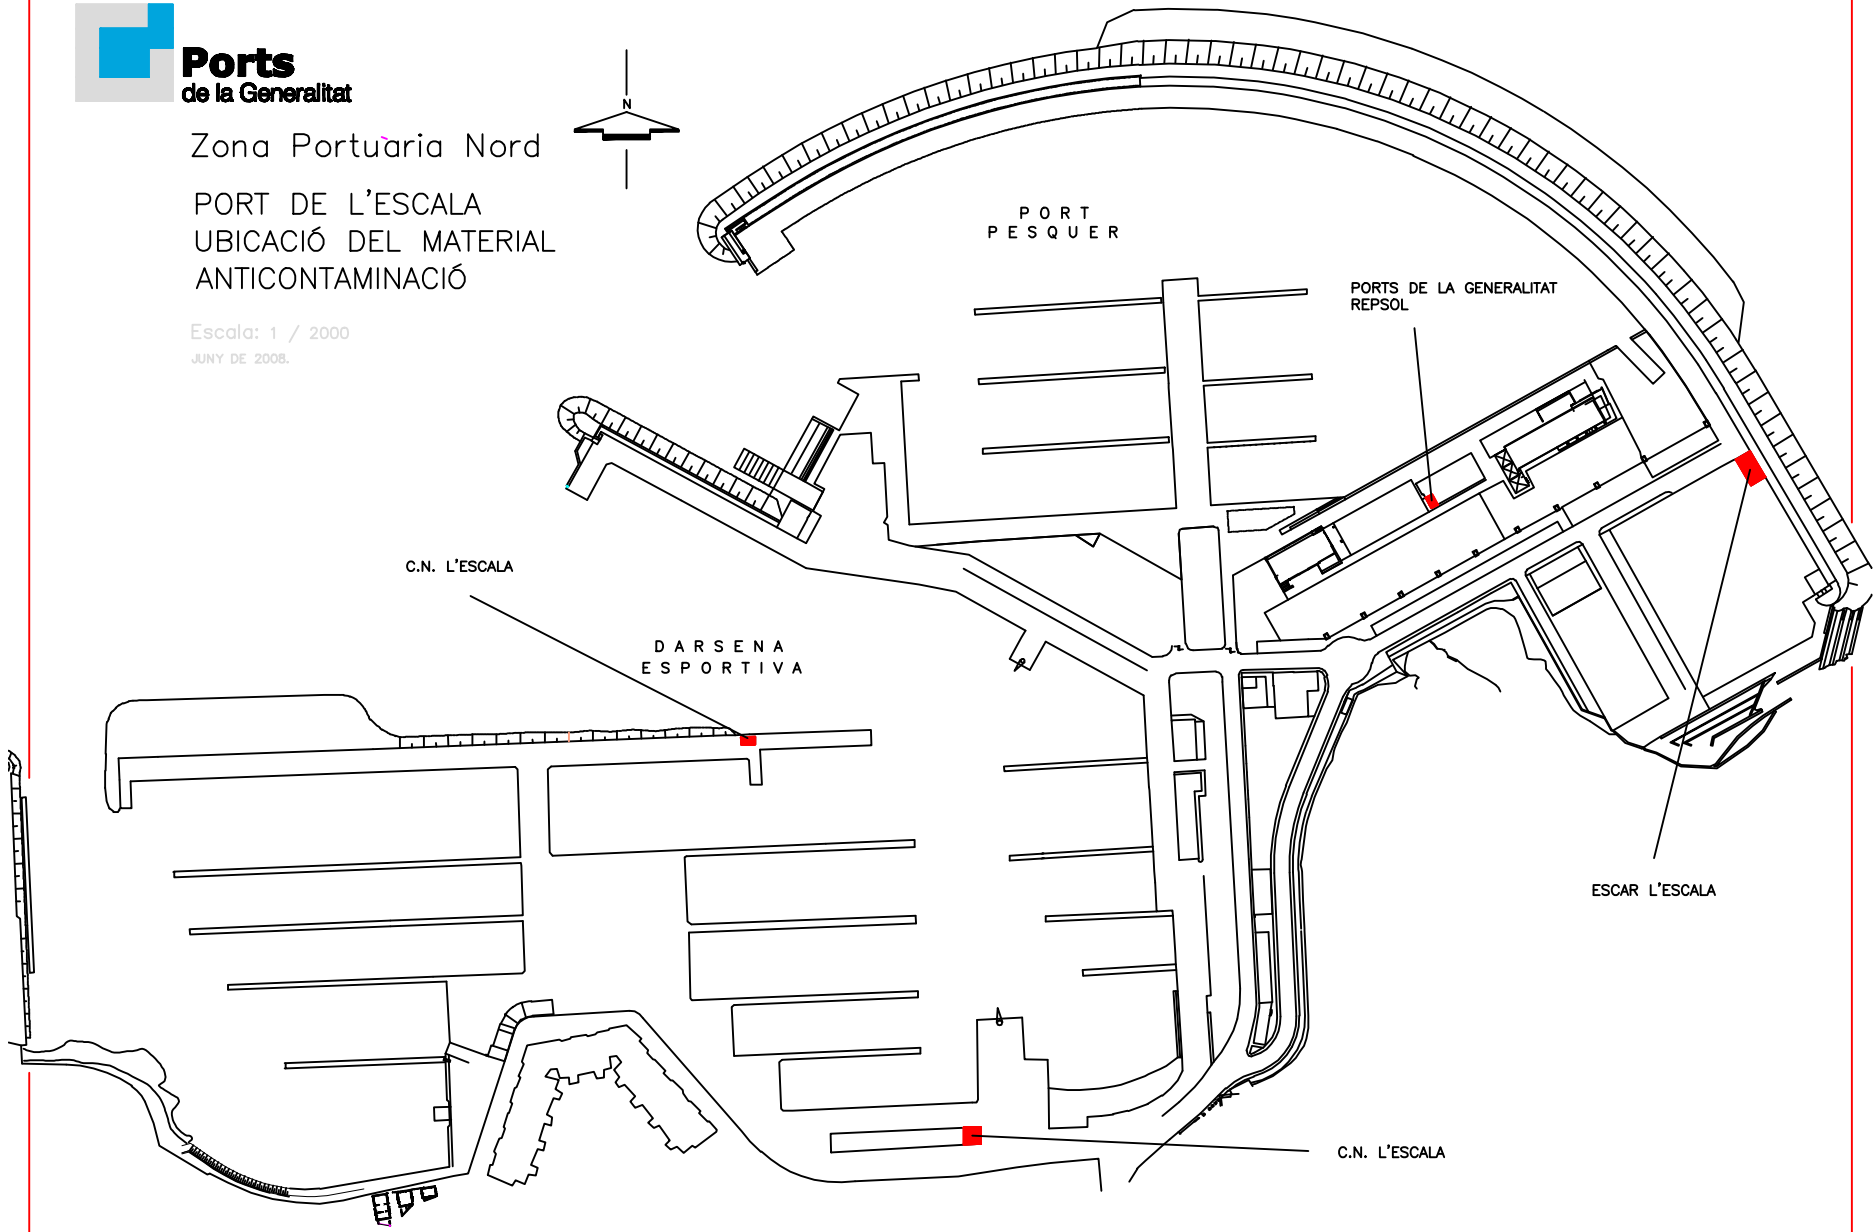 Ports
de la Generalitat
Zona Portuària Nord
PORT DE L'ESCALA
UBICACIÓ DEL MATERIAL
ANTICONTAMINACIÓ
Escala: 1 / 2000
JUNY DE 2008.
N
PORT
PESQUER
PORTS DE LA GENERALITAT
REPSOL
C.N. L'ESCALA
DARSENA
ESPORTIVA
ESCAR L'ESCALA
C.N. L'ESCALA